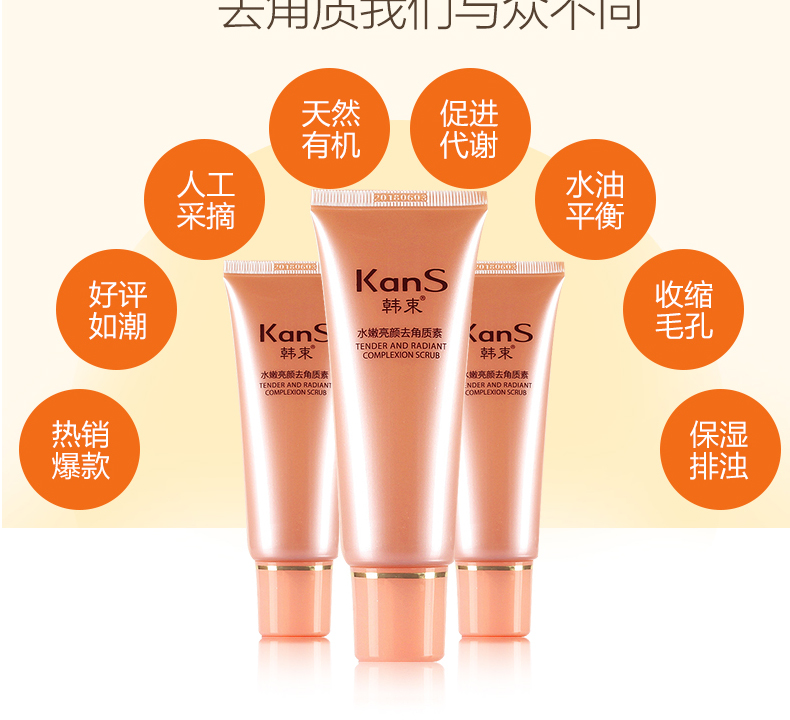 去角质我们与众不同
天然
有机
促进
代谢
人工
采摘
水油
平衡
好评
如潮
收缩
毛孔
热销
爆款
保湿
排浊
20160603
KanS
韩束®
水嫩亮颜去角质素
TENDER AND RADIANT
COMPLEXION SCRUB
KanS
韩束®
水嫩亮颜去角质素
TENDER AND RADIANT
COMPLEXION SCRUB
KanS
韩束®
水嫩亮颜去角质素
TENDER AND RADIANT
COMPLEXION SCRUB